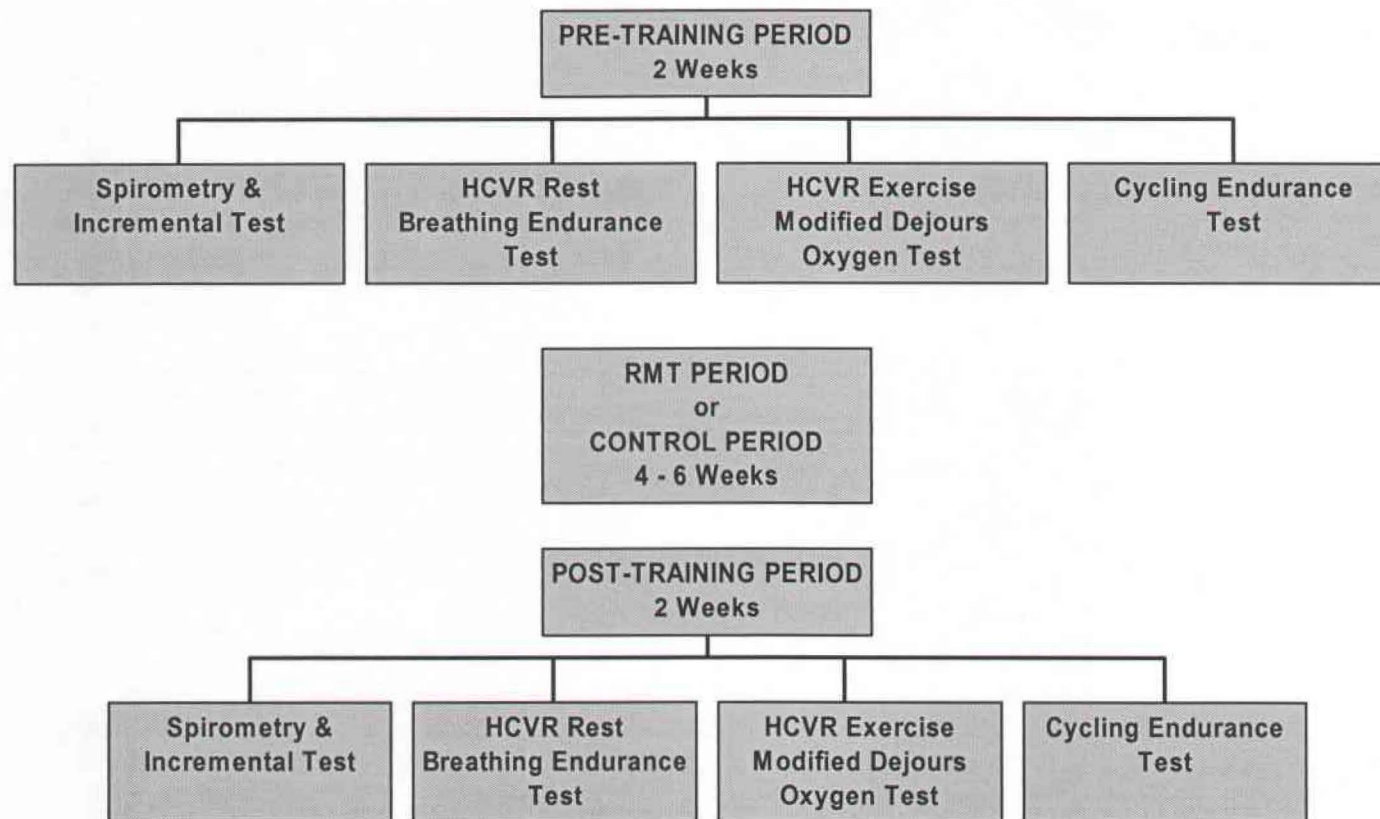 PRE-TRAINING PERIOD
2 Weeks
Spirometry &
Incremental Test
HCVR Rest
Breathing Endurance
Test
HCVR Exercise
Modified Dejours
Oxygen Test
Cycling Endurance
Test
RMT PERIOD
or
CONTROL PERIOD
4 - 6 Weeks
POST-TRAINING PERIOD
2 Weeks
Spirometry &
Incremental Test
HCVR Rest
Breathing Endurance
Test
HCVR Exercise
Modified Dejours
Oxygen Test
Cycling Endurance
Test